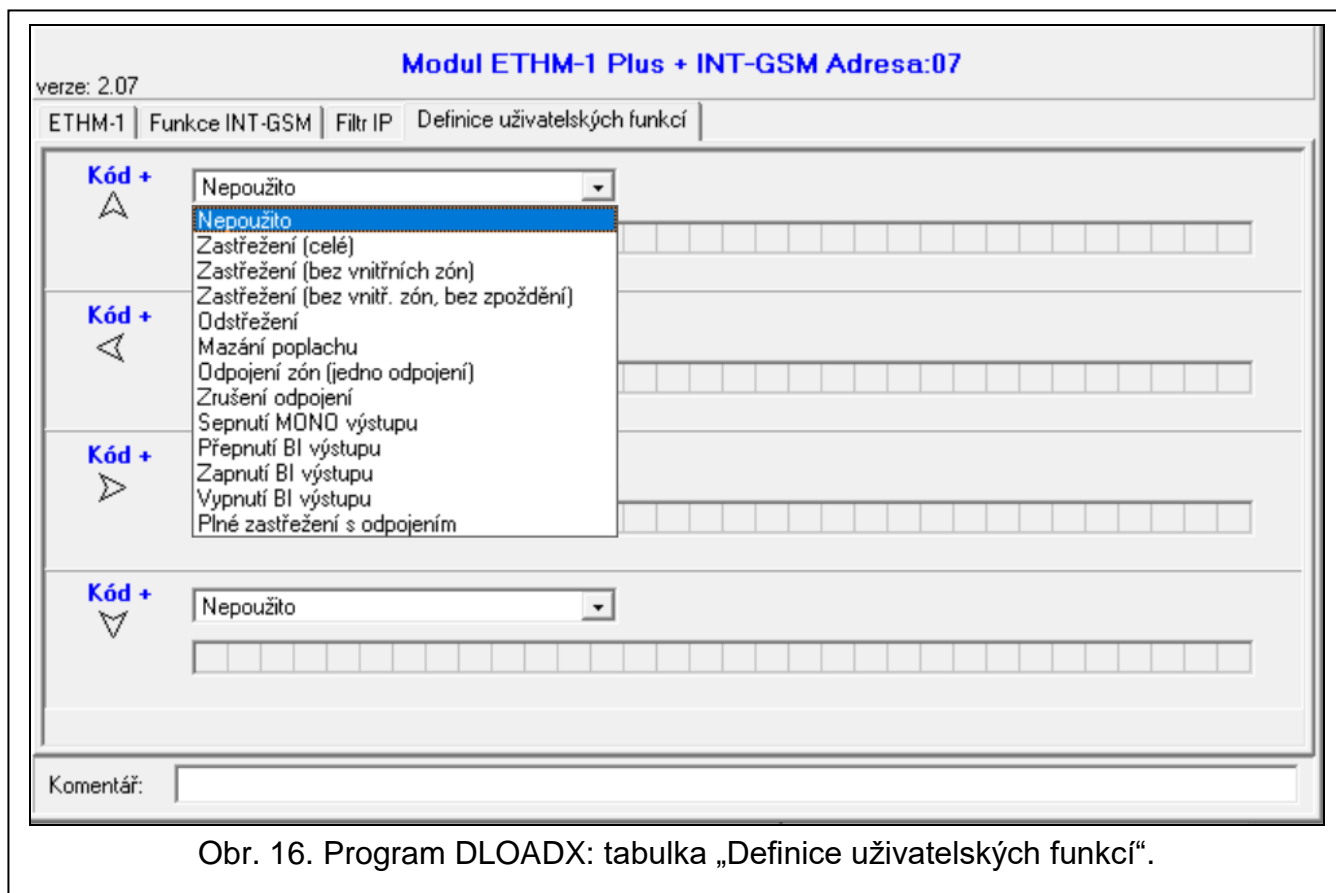 Modul ETHM-1 Plus + INT-GSM Adresa:07
verze: 2.07
ETHM-1 Funkce INT-GSM Filtr IP Definice uživatelských funkcí
Kód +
Nepoužito
Nepoužito
Zastřežení (celé)
Zastřežení (bez vnitřních zón)
Zastřežení (bez vnitř. zón, bez zpoždění)
Kód +
Odstřežení
Mazání poplachu
Odpojení zón (jedno odpojení)
Zrušení odpojení
Sepnutí MONO výstupu
Kód +
Přepnutí BI výstupu
Zapnutí BI výstupu
Vypnutí BI výstupu
Plné zastřežení s odpojením
Kód +
Nepoužito
Komentář:
Obr. 16. Program DLOADX: tabulka „Definice uživatelských funkcí“.